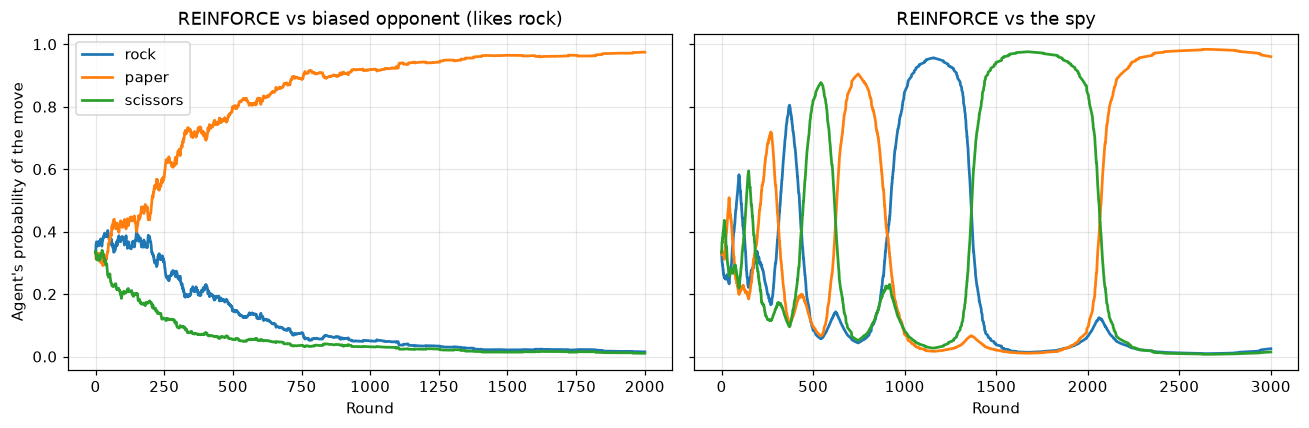 REINFORCE vs biased opponent (likes rock)
Agent's probability of the move
1.0
0.8
0.6
0.4
0.2
0.0
rock
paper
scissors
0 250 500 750 1000 1250 1500 1750 2000
Round
REINFORCE vs the spy
0 500 1000 1500 2000 2500 3000
Round